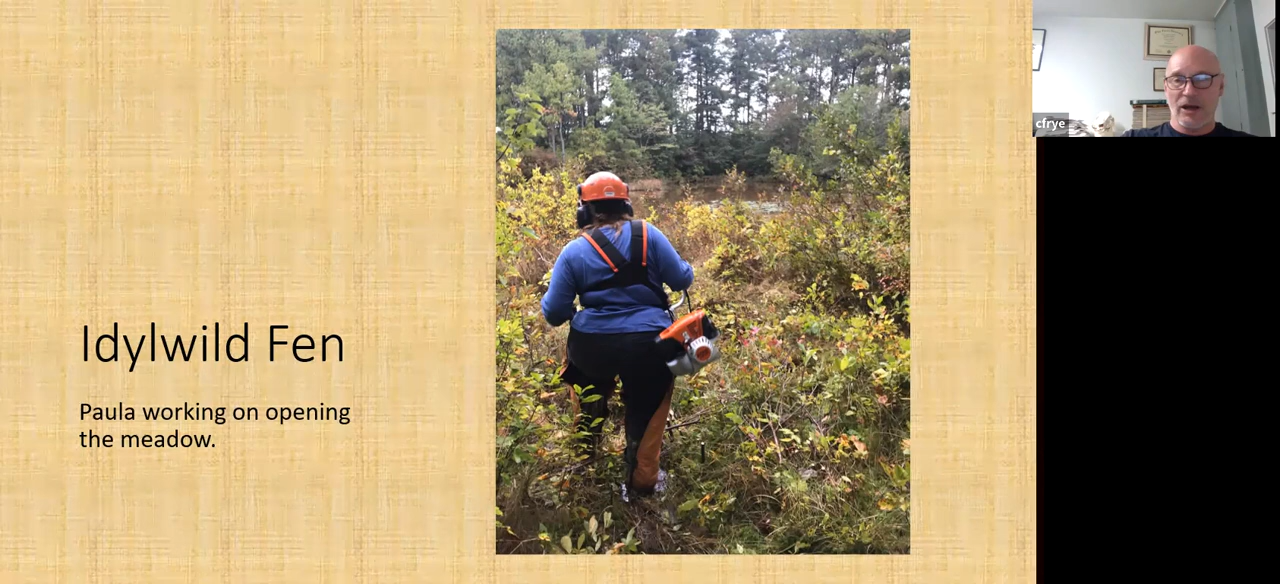 Idylwild Fen
Paula working on opening
the meadow.
cfrye